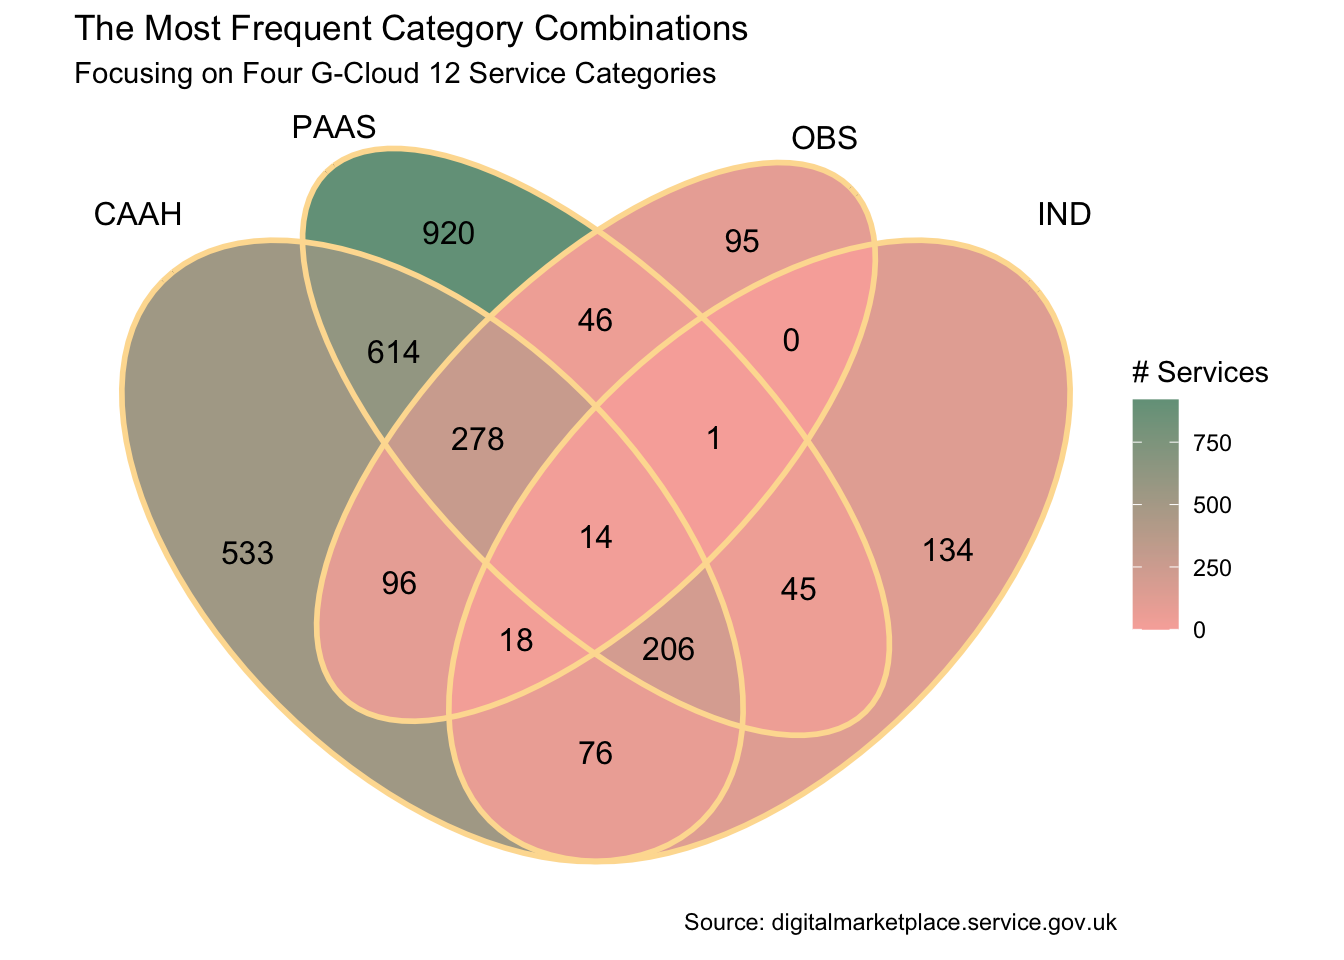 The Most Frequent Category Combinations
Focusing on Four G-Cloud 12 Service Categories
PAAS
OBS
CAAH
IND
920
95
46
0
614
278
1
14
533
134
96
45
18
206
76
# Services
750
500
250
0
Source: digitalmarketplace.service.gov.uk